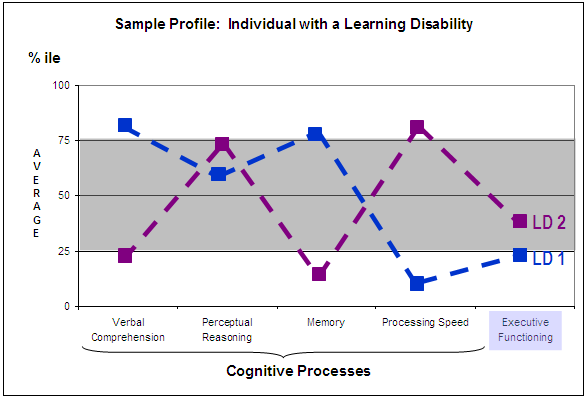 Sample Profile: Individual with a Learning Disability
% ile
100
75
50
25
0
A
V
E
R
A
G
E
LD 2
LD 1
Verbal
Comprehension
Perceptual
Reasoning
Memory
Processing Speed
Executive
Functioning
Cognitive Processes